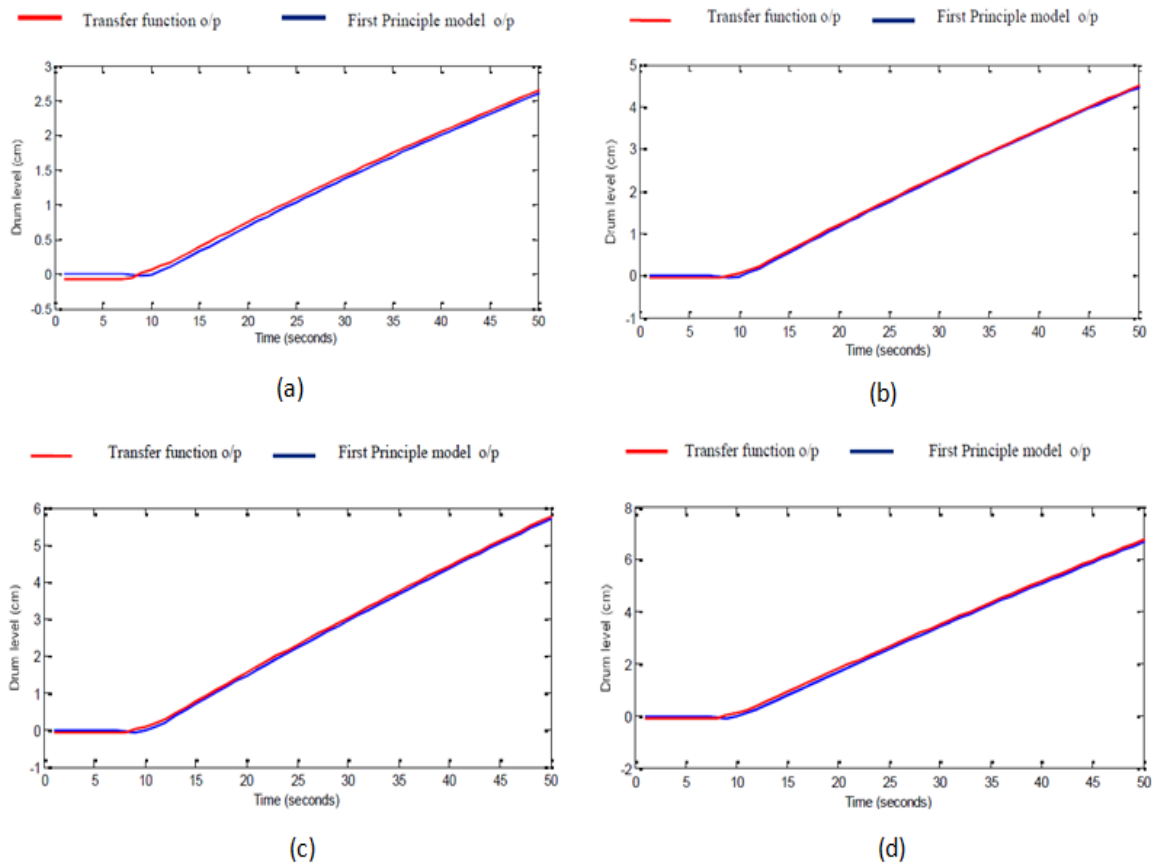 Transfer function o/p First Principle model o/p
Transfer function o/p First Principle model o/p
3
2.5
2
1.5
1
0.5
0
-0.5
Drum level (cm)
0 5 10 15 20 25 30 35 40 45 50
Time (seconds)
(a)
5
4
3
2
1
0
-1
Drum level (cm)
0 5 10 15 20 25 30 35 40 45 50
Time (seconds)
(b)
Transfer function o/p First Principle model o/p
Transfer function o/p First Principle model o/p
6
5
4
3
2
1
0
-1
Drum level (cm)
0 5 10 15 20 25 30 35 40 45 50
Time (seconds)
(c)
8
6
4
2
0
-2
Drum level (cm)
0 5 10 15 20 25 30 35 40 45 50
Time (seconds)
(d)